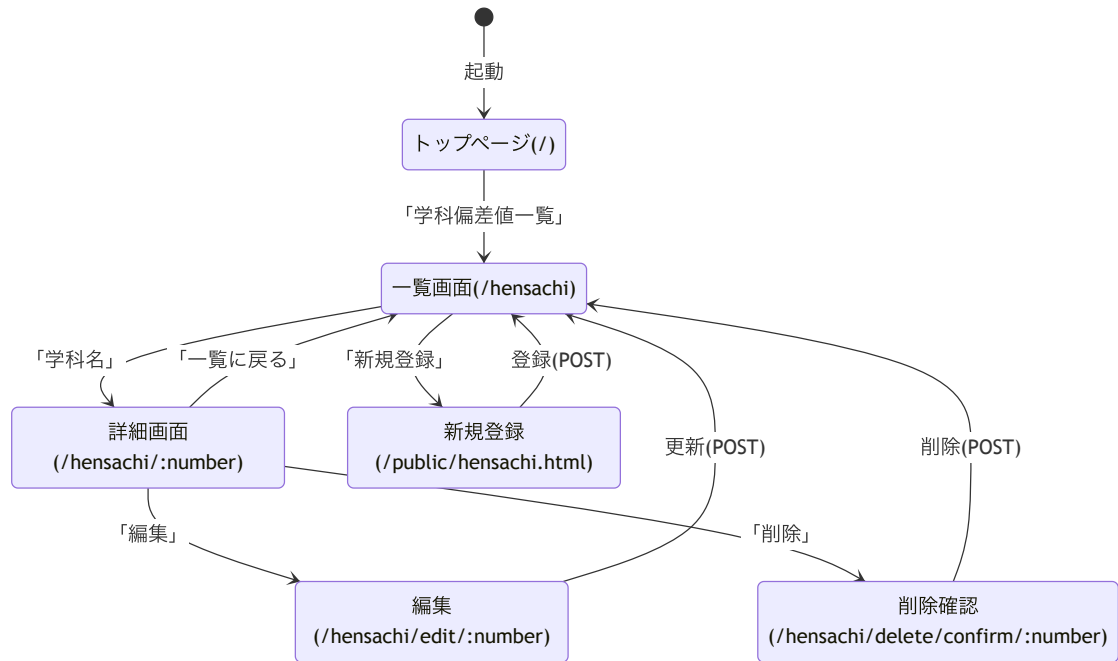 起動
トップページ(/)
「学科偏差値一覧」
一覧画面(/hensachi)
「学科名」
「一覧に戻る」
「新規登録」
登録(POST)
詳細画面
(/hensachi/:number)
新規登録
(/public/hensachi.html)
更新(POST)
削除(POST)
「編集」
「削除」
編集
(/hensachi/edit/:number)
削除確認
(/hensachi/delete/confirm/:number)